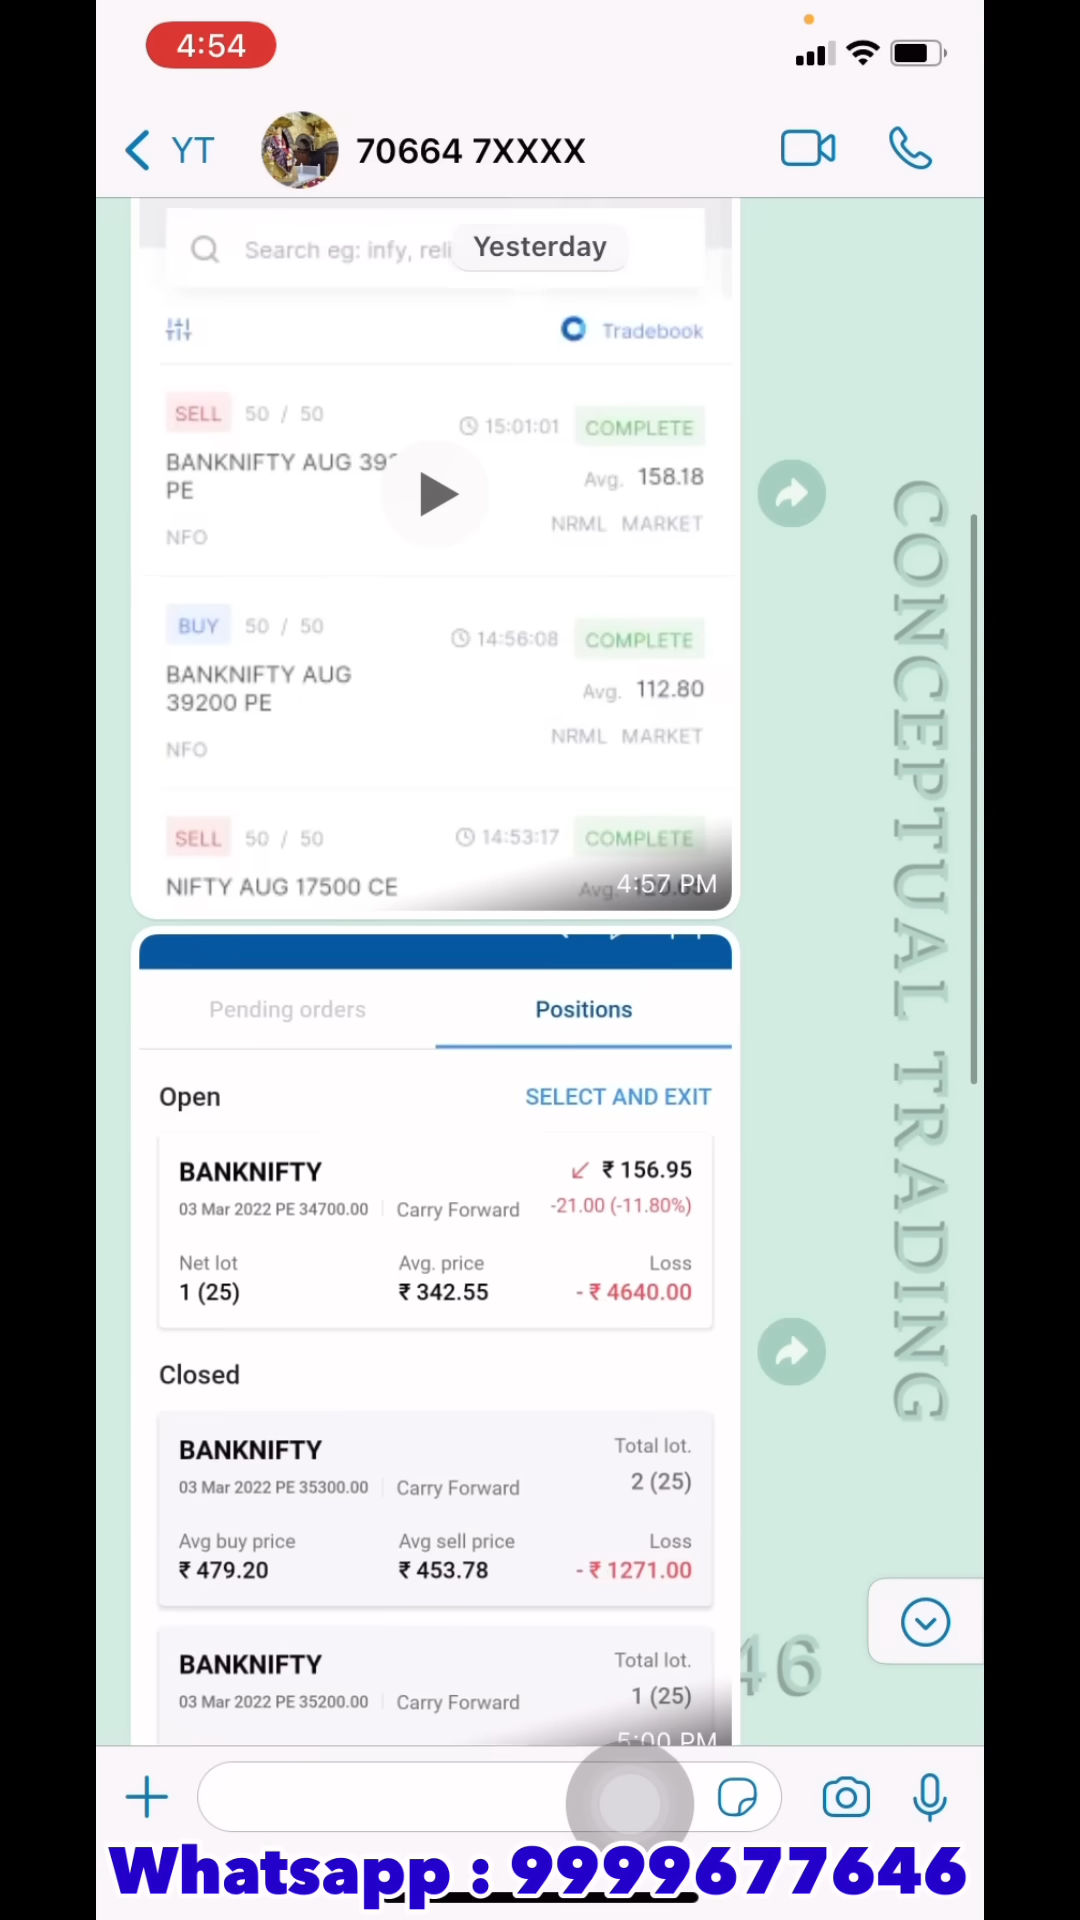 4:54
YT
70664 7XXXX
Search eg: infy, reli
Yesterday
Tradebook
SELL 50 / 50 15:01:01 COMPLETE
BANKNIFTY AUG
PE
Avg. 158.18
NFO NRML MARKET
BUY 50 / 50 14:56:08 COMPLETE
BANKNIFTY AUG
39200 PE
Avg. 112.80
NFO NRML MARKET
SELL 50 / 50 14:53:17 COMPLETE
NIFTY AUG 17500 CE Avg.
4:57 PM
Pending orders Positions
Open SELECT AND EXIT
BANKNIFTY ₹ 156.95
03 Mar 2022 PE 34700.00 Carry Forward -21.00 (-11.80%)
Net lot Avg. price Loss
1 (25) ₹ 342.55 - ₹ 4640.00
Closed
BANKNIFTY Total lot.
03 Mar 2022 PE 35300.00 Carry Forward 2 (25)
Avg buy price Avg sell price Loss
₹ 479.20 ₹ 453.78 - ₹ 1271.00
BANKNIFTY Total lot.
03 Mar 2022 PE 35200.00 Carry Forward 1 (25)
5:00 PM
CONCEPTUAL TRADING
46
Whatsapp : 9999677646